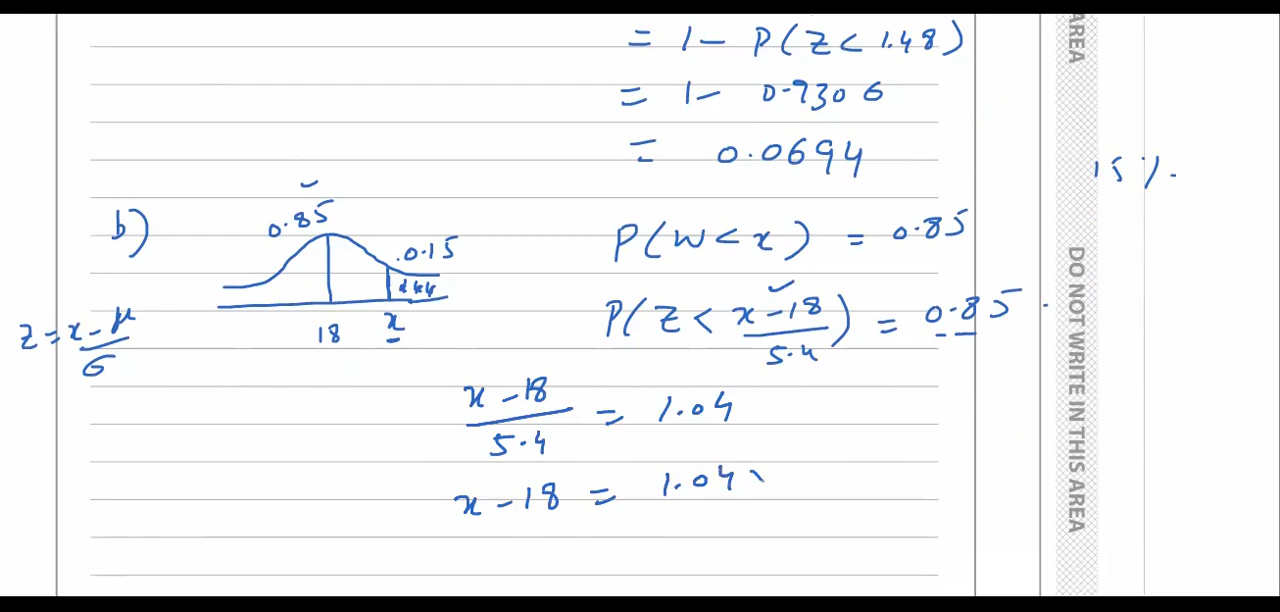 = 1 - P(Z < 1.48)
= 1 - 0.9306
= 0.0694
15%.
b)
0.85
0.15
18
x
z = x - μ / σ
P(W < x) = 0.85
P(Z < x - 18 / 5.4) = 0.85
x - 18 / 5.4 = 1.04
x - 18 = 1.04
AREA
DO NOT WRITE IN THIS AREA